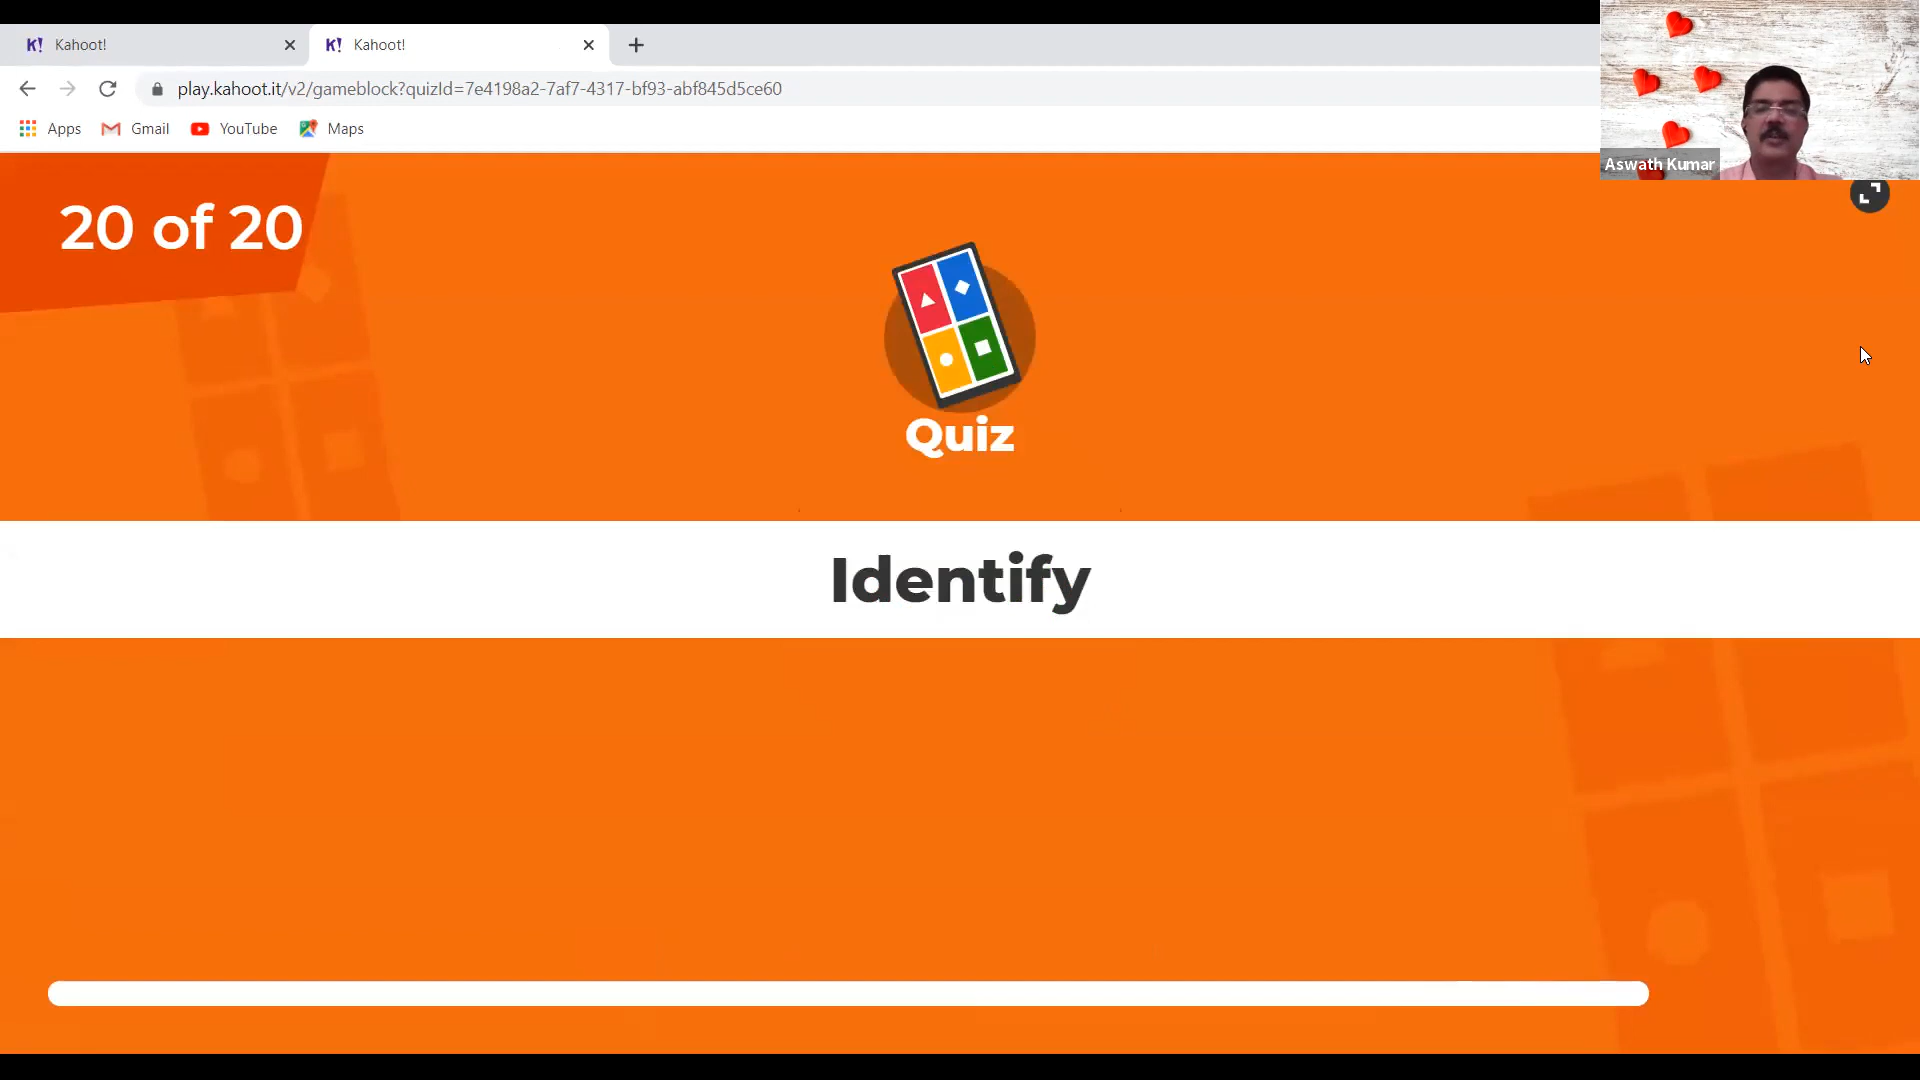 K! Kahoot!
K! Kahoot!
play.kahoot.it/v2/gameblock?quizId=7e4198a2-7af7-4317-bf93-abf845d5ce60
Apps
Gmail
YouTube
Maps
Aswath Kumar
20 of 20
Quiz
Identify